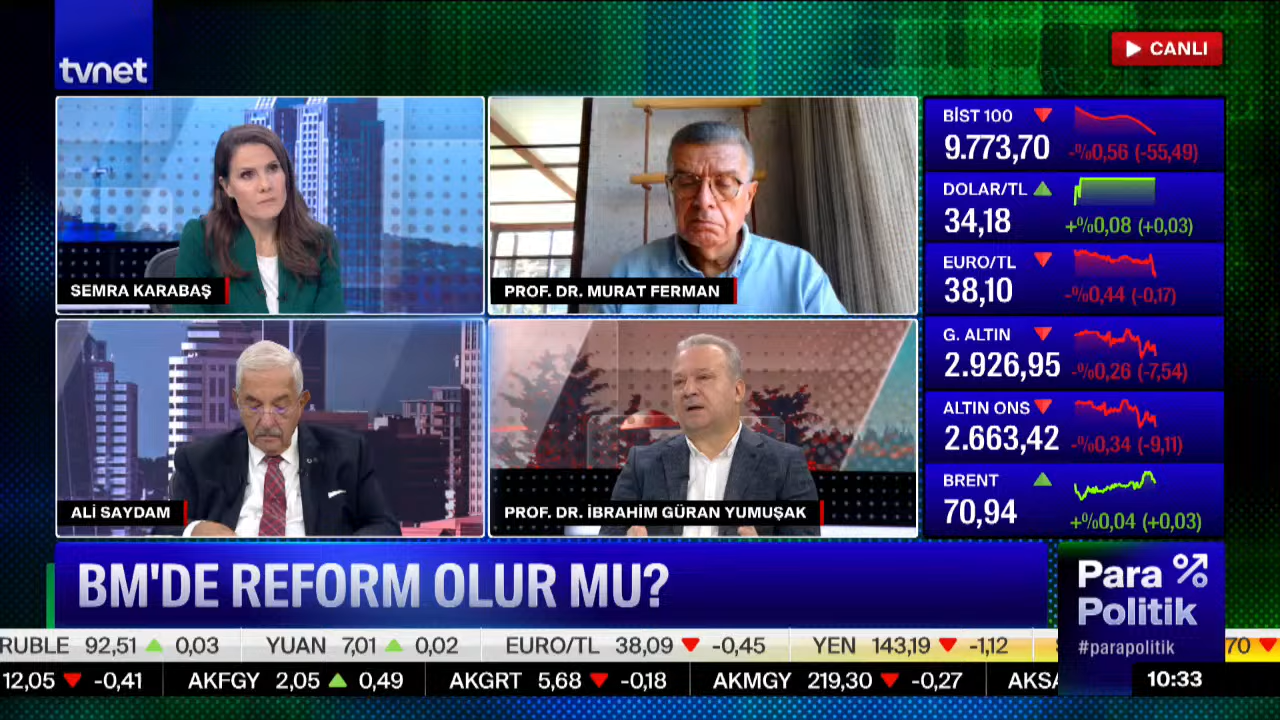 tvnet
CANLI
SEMRA KARABAŞ
PROF. DR. MURAT FERMAN
ALİ SAYDAM
PROF. DR. İBRAHİM GÜRAN YUMUŞAK
BİST 100
9.773,70
-%0,56 (-55,49)
DOLAR/TL
34,18
+%0,08 (+0,03)
EURO/TL
38,10
-%0,44 (-0,17)
G. ALTIN
2.926,95
-%0,26 (-7,54)
ALTIN ONS
2.663,42
-%0,34 (-9,11)
BRENT
70,94
+%0,04 (+0,03)
BM'DE REFORM OLUR MU?
Para
Politik
#parapolitik
RUBLE 92,51 0,03 YUAN 7,01 0,02 EURO/TL 38,09 -0,45 YEN 143,19 -1,12 70
12,05 -0,41 AKFGY 2,05 0,49 AKGRT 5,68 -0,18 AKMGY 219,30 -0,27 AKSA
10:33